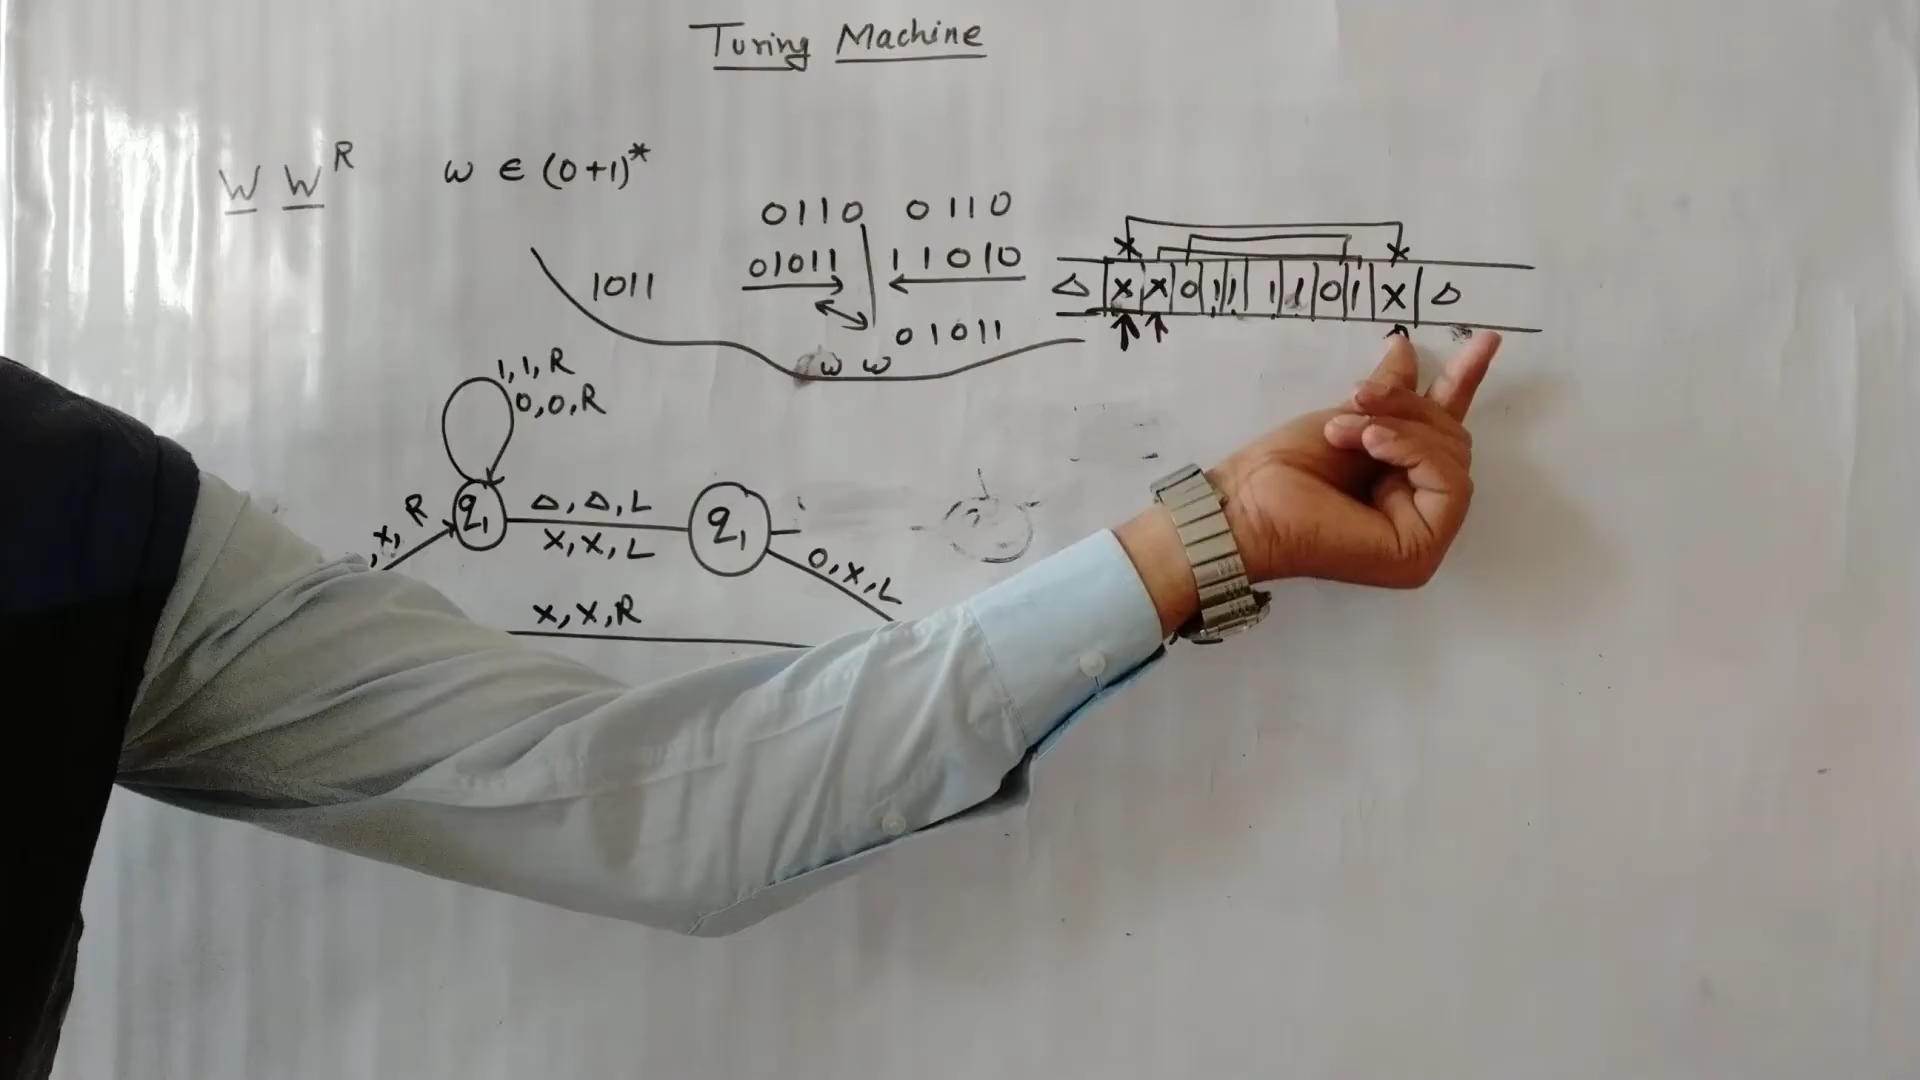 Turing Machine
W W^R    w ∈ (0+1)*
0110 | 0110
01011 | 11010
1011
01011
w w
X X
Δ | X | X | 0 | 1 | 1 | 1 | 1 | 0 | 1 | X | Δ
1, 1, R
0, 0, R
, X, R
q1
Δ, Δ, L
X, X, L
q1
0, X, L
X, X, R